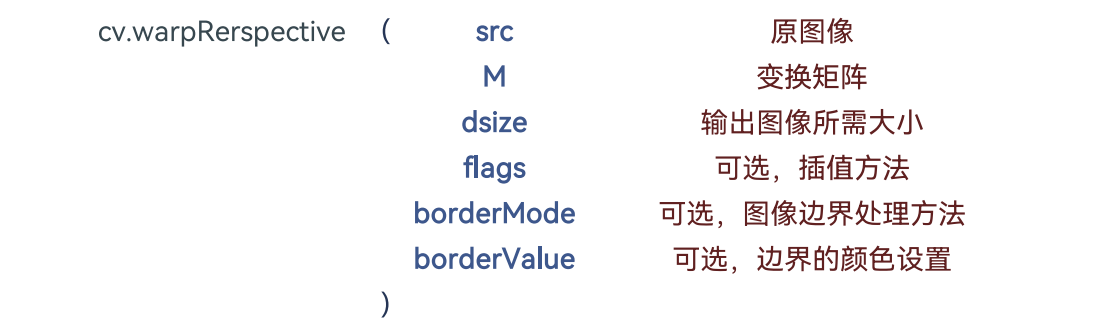 cv.warpRerspective ( src 原图像
M 变换矩阵
dsize 输出图像所需大小
flags 可选，插值方法
borderMode 可选，图像边界处理方法
borderValue 可选，边界的颜色设置
)